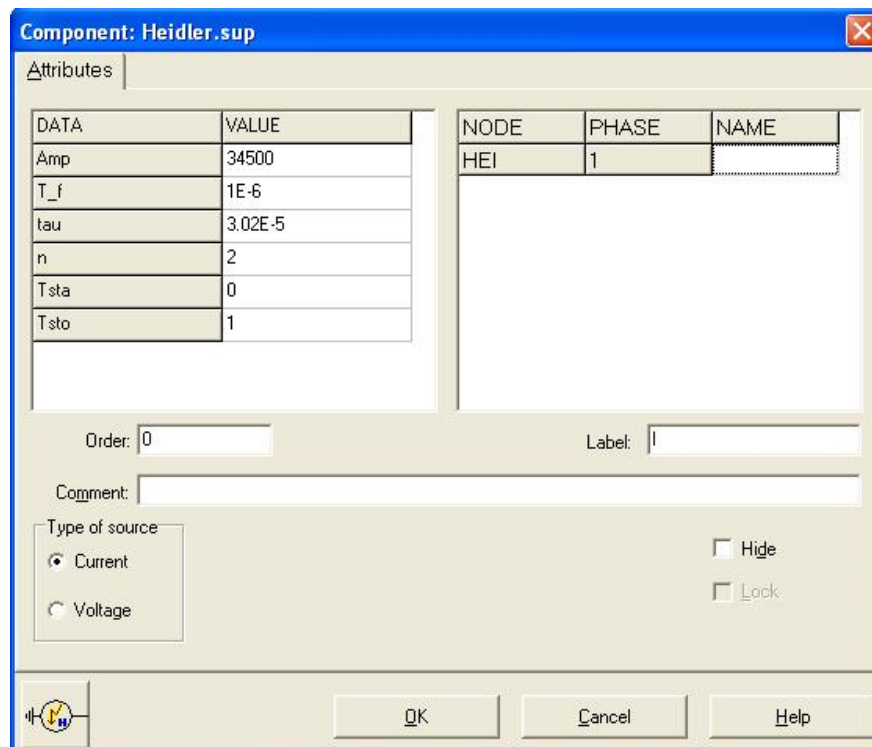 Component: Heidler.sup
Attributes
DATA VALUE
Amp 34500
T_f 1E-6
tau 3.02E-5
n 2
Tsta 0
Tsto 1
NODE PHASE NAME
HEI 1
Order: 0
Label: I
Comment:
Type of source
Current
Voltage
Hide
Lock
H
OK Cancel Help